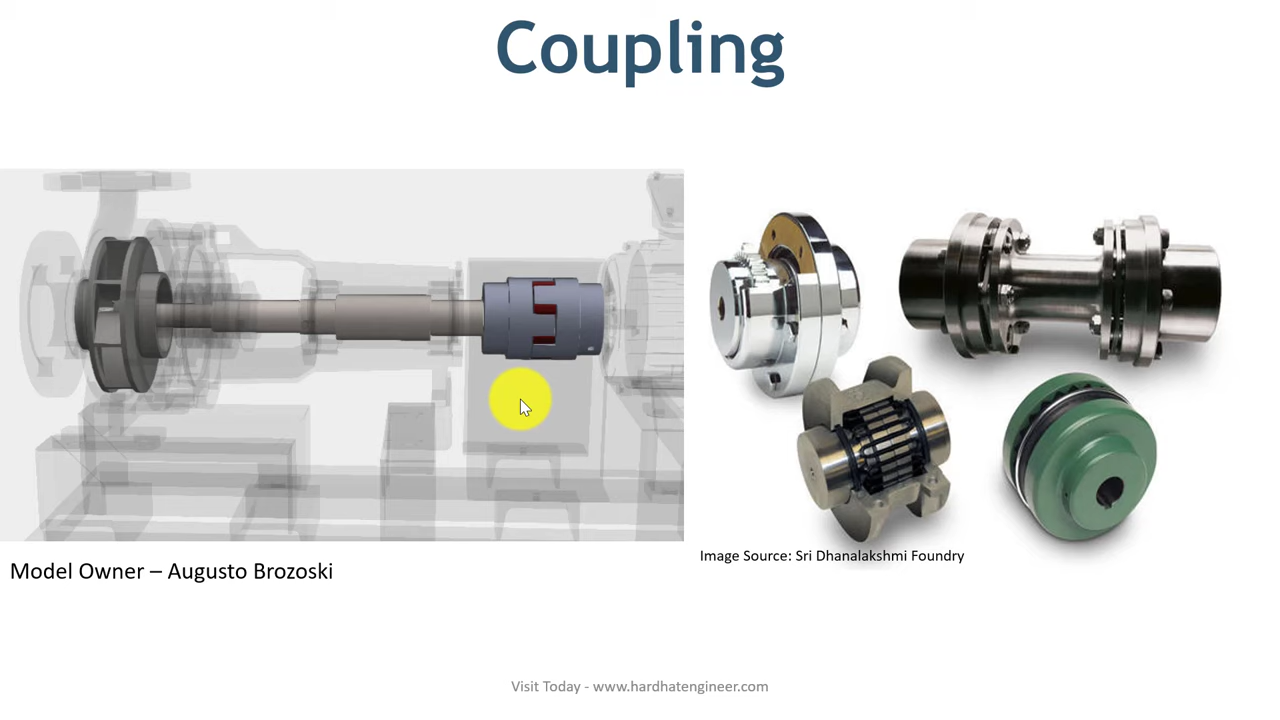 Coupling
Image Source: Sri Dhanalakshmi Foundry
Model Owner – Augusto Brozoski
Visit Today - www.hardhatengineer.com